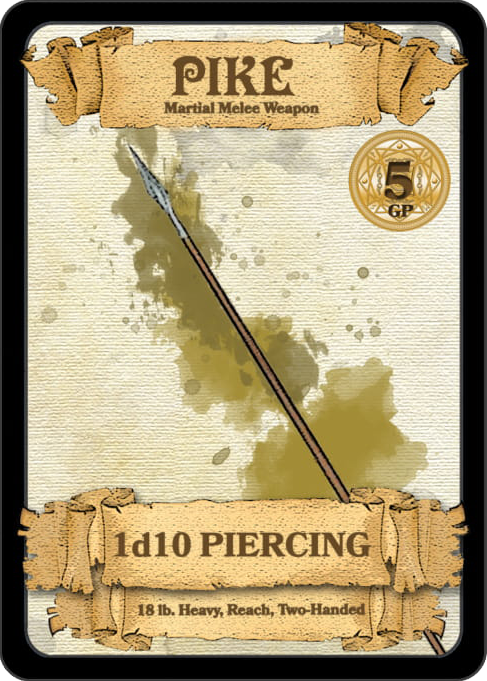 PIKE
Martial Melee Weapon
5
GP
1d10 PIERCING
18 lb. Heavy, Reach, Two-Handed